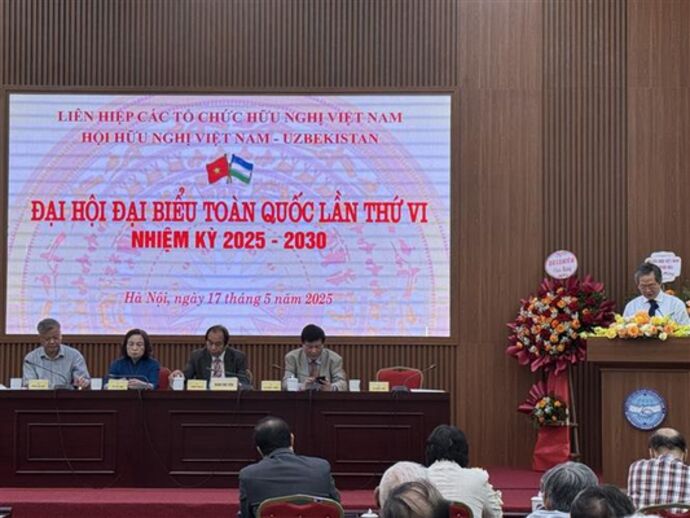 LIÊN HIỆP CÁC TỔ CHỨC HỮU NGHỊ VIỆT NAM
HỘI HỮU NGHỊ VIỆT NAM - UZBEKISTAN
ĐẠI HỘI ĐẠI BIỂU TOÀN QUỐC LẦN THỨ VI
NHIỆM KỲ 2025 - 2030
Hà Nội, ngày 17 tháng 5 năm 2025